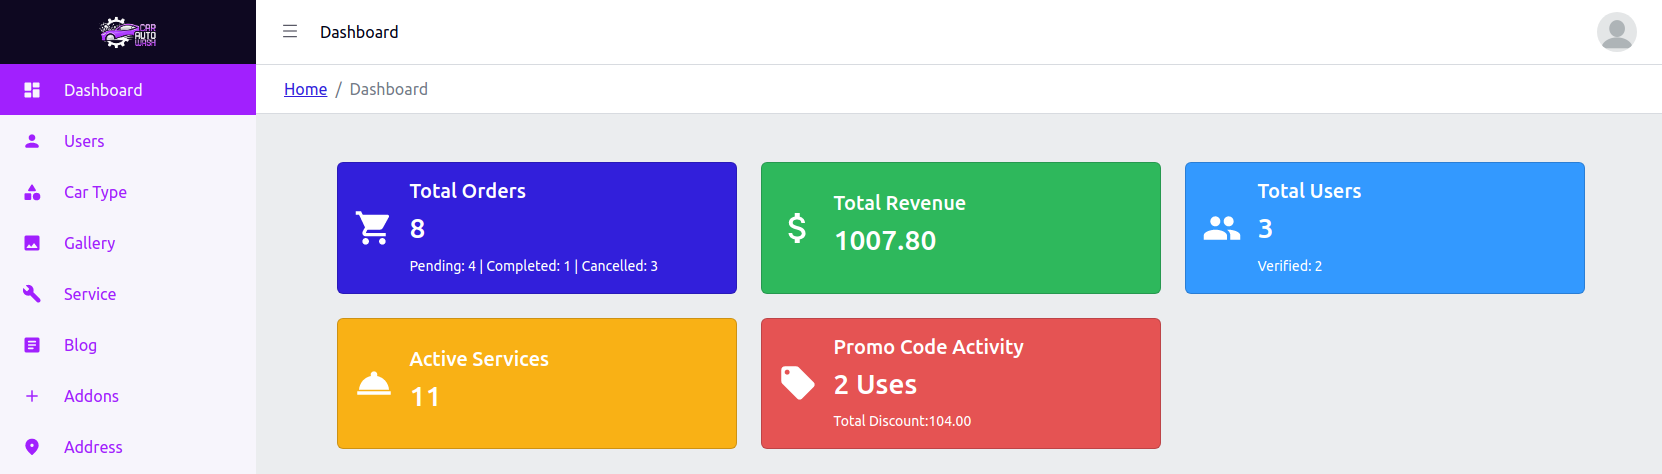 CAR
AUTO
WASH
Dashboard
Home / Dashboard
Dashboard
Users
Car Type
Gallery
Service
Blog
Addons
Address
Total Orders
8
Pending: 4 | Completed: 1 | Cancelled: 3
Total Revenue
$ 1007.80
Total Users
3
Verified: 2
Active Services
11
Promo Code Activity
2 Uses
Total Discount:104.00